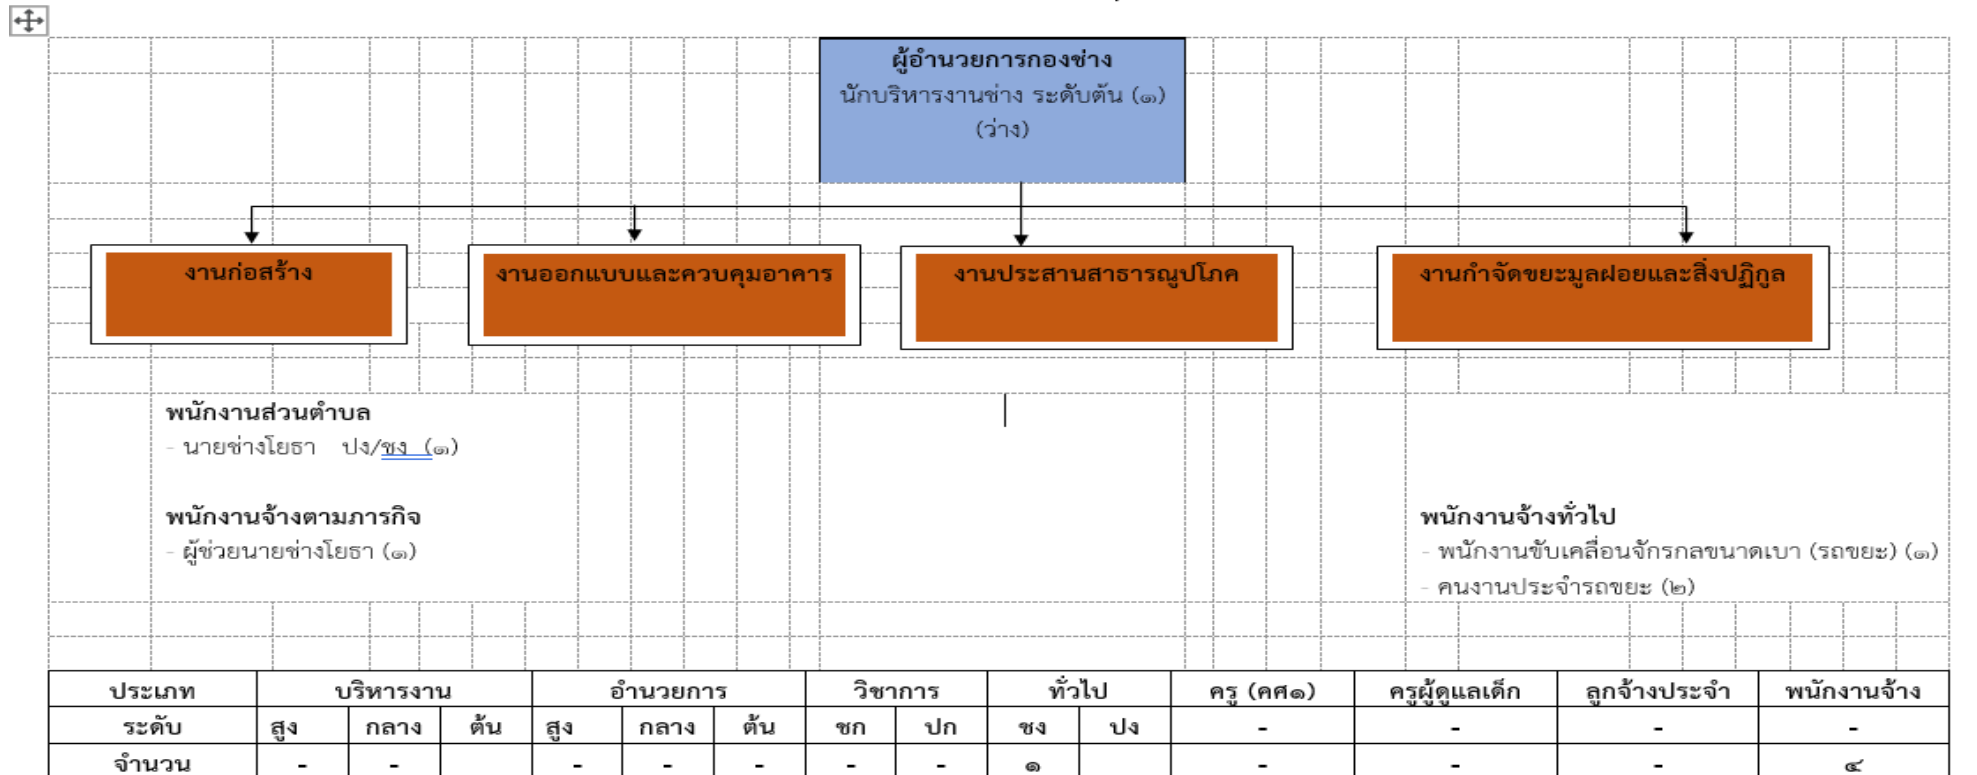 ผู้อำนวยการกองช่าง
นักบริหารงานช่าง ระดับต้น (๑)
(ว่าง)
งานก่อสร้าง
งานออกแบบและควบคุมอาคาร
งานประสานสาธารณูปโภค
งานกำจัดขยะมูลฝอยและสิ่งปฏิกูล
พนักงานส่วนตำบล
- นายช่างโยธา ปง/ชง (๑)
พนักงานจ้างตามภารกิจ
- ผู้ช่วยนายช่างโยธา (๑)
พนักงานจ้างทั่วไป
- พนักงานขับเคลื่อนจักรกลขนาดเบา (รถขยะ) (๑)
- คนงานประจำรถขยะ (๒)
ประเภท บริหารงาน อำนวยการ วิชาการ ทั่วไป ครู (คศ๑) ครูผู้ดูแลเด็ก ลูกจ้างประจำ พนักงานจ้าง
ระดับ สูง กลาง ต้น สูง กลาง ต้น ชก ปก ชง ปง - - - -
จำนวน - - - - - - - ๑ - - - ๔